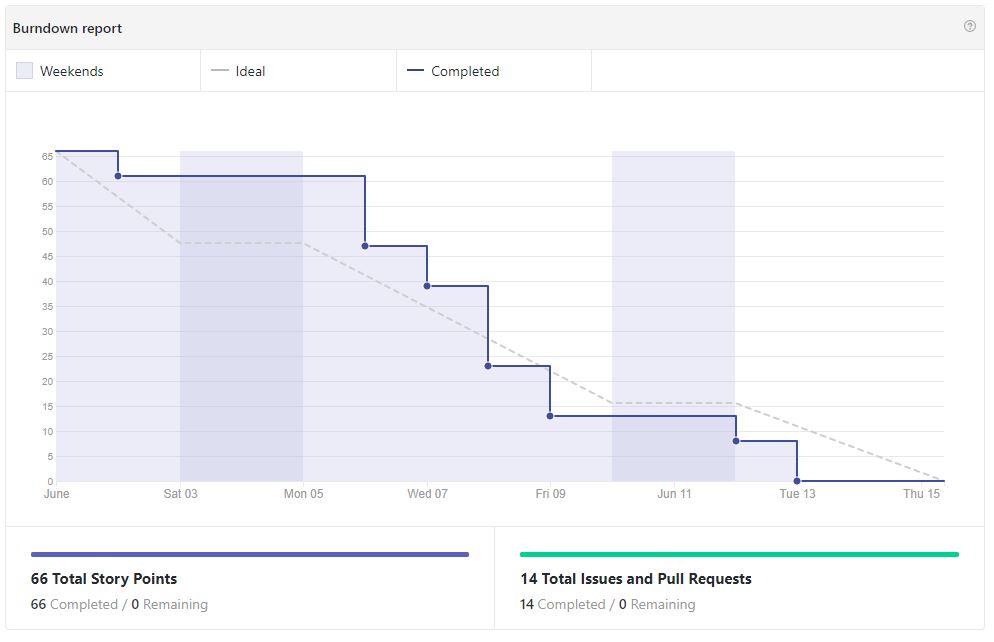 Burndown report
Weekends
Ideal
Completed
65
60
55
50
45
40
35
30
25
20
15
10
5
0
June Sat 03 Mon 05 Wed 07 Fri 09 Jun 11 Tue 13 Thu 15
66 Total Story Points
66 Completed / 0 Remaining
14 Total Issues and Pull Requests
14 Completed / 0 Remaining